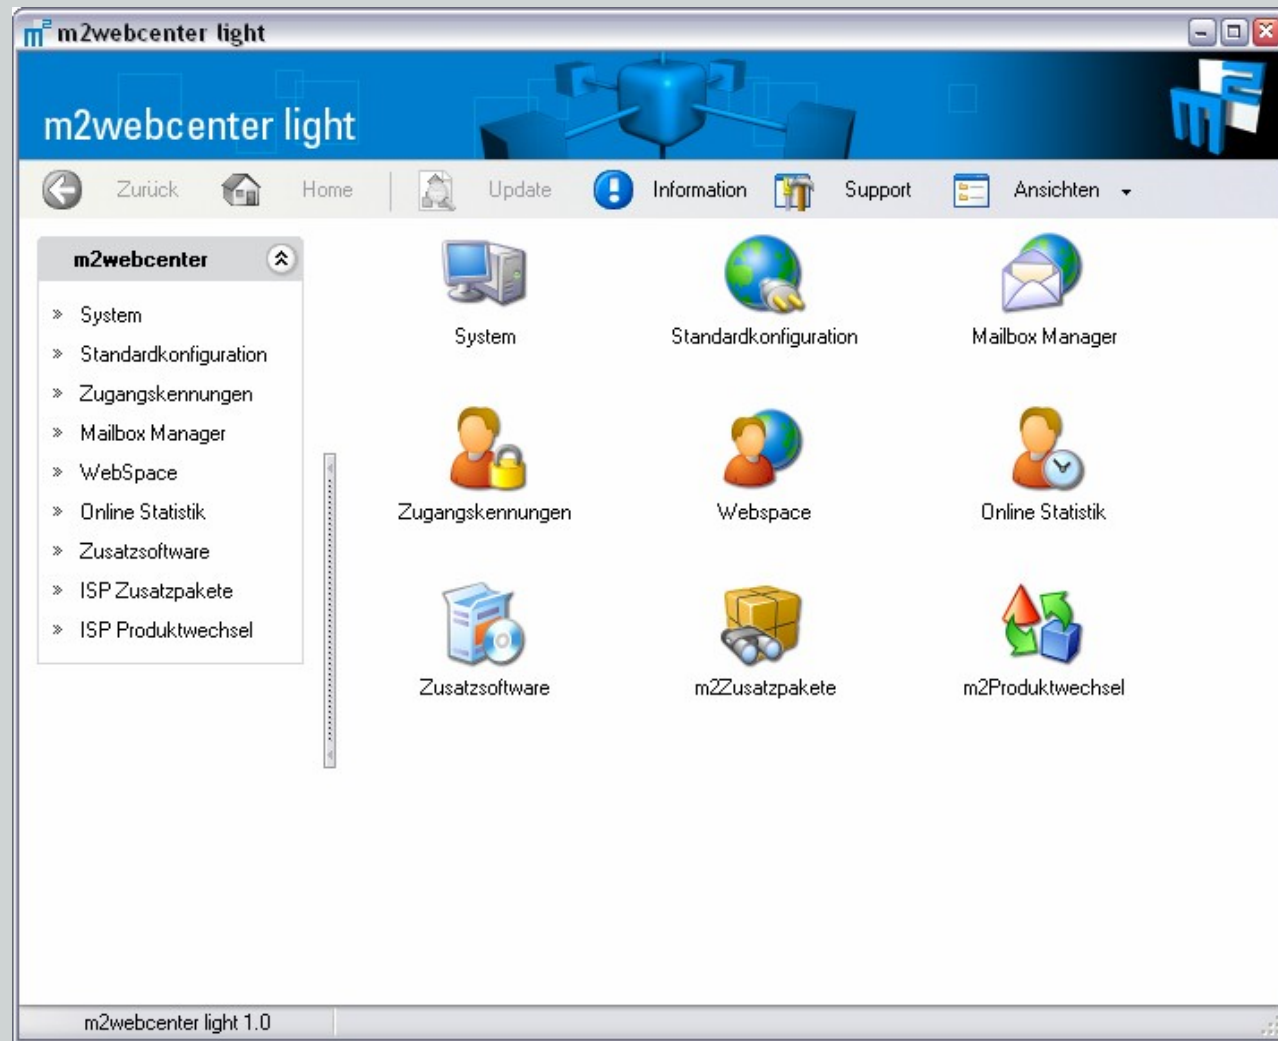 m2webcenter light
m2webcenter light
m2
Zurück Home Update Information Support Ansichten
m2webcenter
System
Standardkonfiguration
Zugangskennungen
Mailbox Manager
WebSpace
Online Statistik
Zusatzsoftware
ISP Zusatzpakete
ISP Produktwechsel
System Standardkonfiguration Mailbox Manager
Zugangskennungen Webspace Online Statistik
Zusatzsoftware m2Zusatzpakete m2Produktwechsel
m2webcenter light 1.0